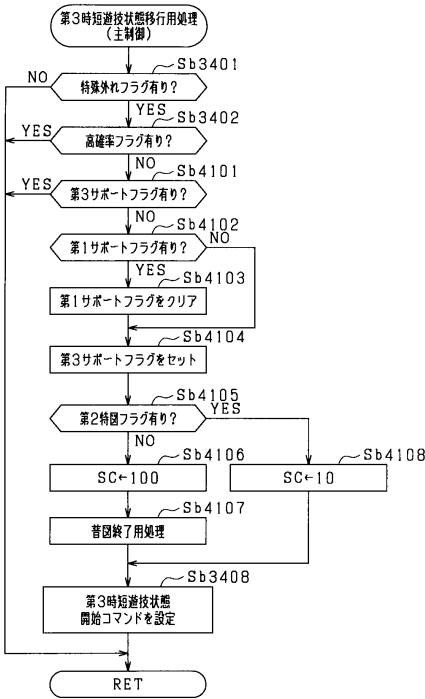 第3時短遊技状態移行用処理
(主制御)
Sb3401
NO
特殊外れフラグ有り?
YES
Sb3402
YES
高確率フラグ有り?
NO
Sb4101
YES
第3サポートフラグ有り?
NO
Sb4102
第1サポートフラグ有り?
NO
YES
Sb4103
第1サポートフラグをクリア
Sb4104
第3サポートフラグをセット
Sb4105
第2特図フラグ有り?
YES
NO
Sb4106
SC←100
Sb4108
SC←10
Sb4107
普図終了用処理
Sb3408
第3時短遊技状態
開始コマンドを設定
RET